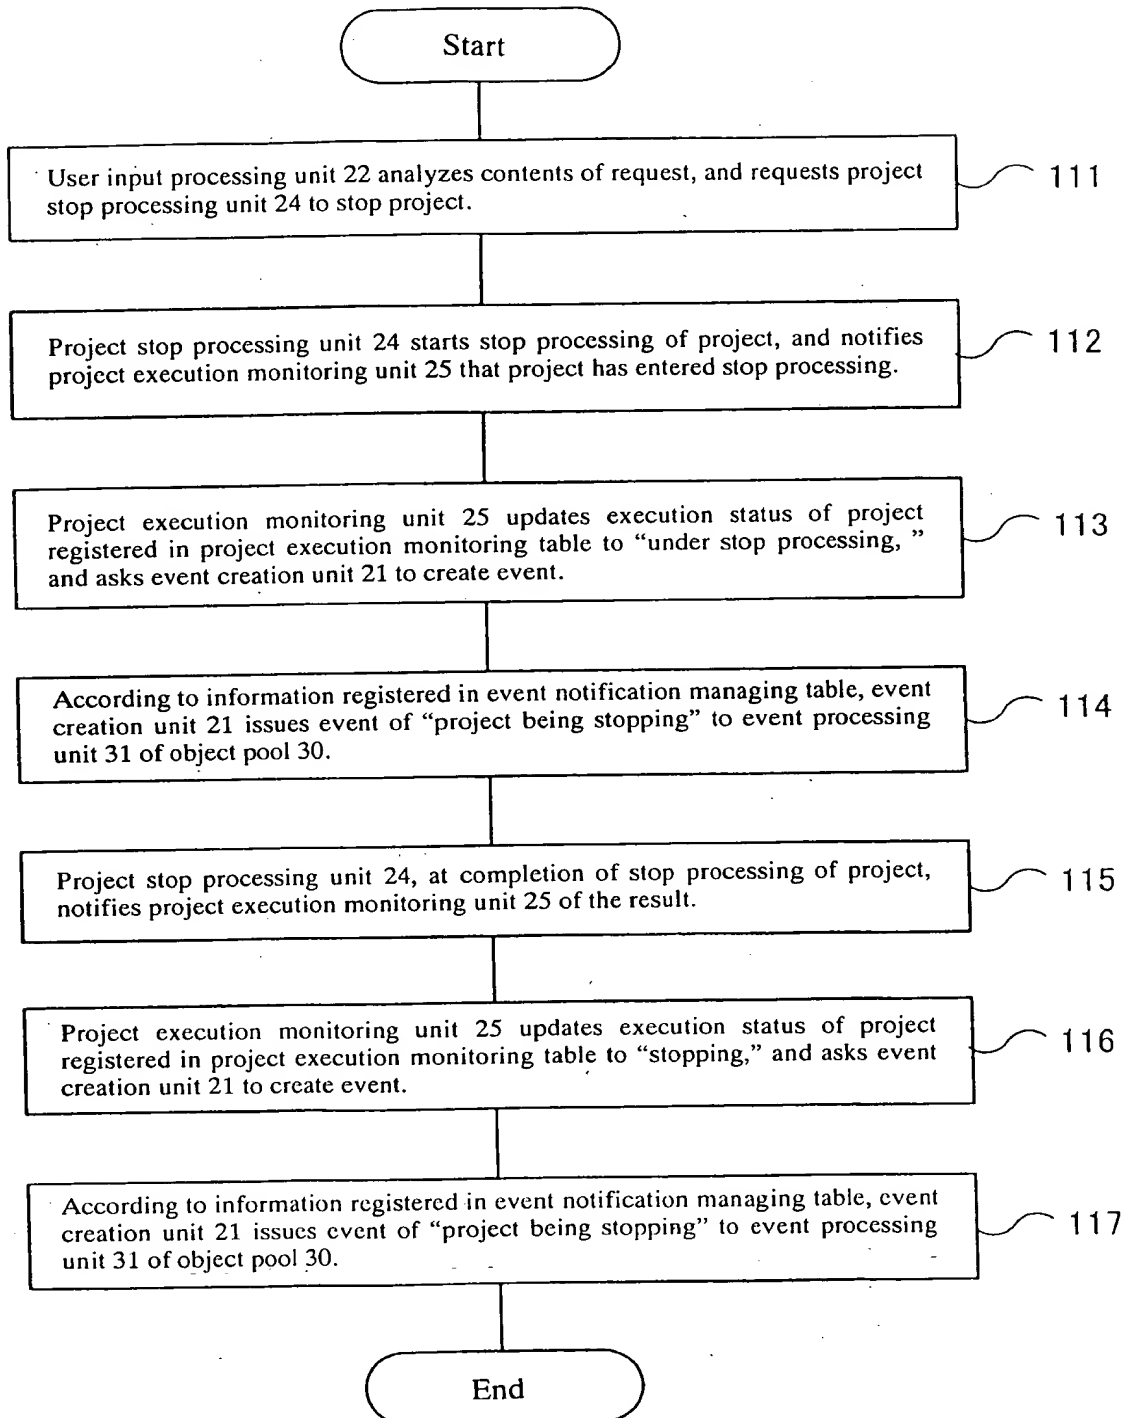 Start
User input processing unit 22 analyzes contents of request, and requests project
stop processing unit 24 to stop project.
111
Project stop processing unit 24 starts stop processing of project, and notifies
project execution monitoring unit 25 that project has entered stop processing.
112
Project execution monitoring unit 25 updates execution status of project
registered in project execution monitoring table to “under stop processing, ”
and asks event creation unit 21 to create event.
113
According to information registered in event notification managing table, event
creation unit 21 issues event of “project being stopping” to event processing
unit 31 of object pool 30.
114
Project stop processing unit 24, at completion of stop processing of project,
notifies project execution monitoring unit 25 of the result.
115
Project execution monitoring unit 25 updates execution status of project
registered in project execution monitoring table to “stopping,” and asks event
creation unit 21 to create event.
116
According to information registered in event notification managing table, event
creation unit 21 issues event of “project being stopping” to event processing
unit 31 of object pool 30.
117
End